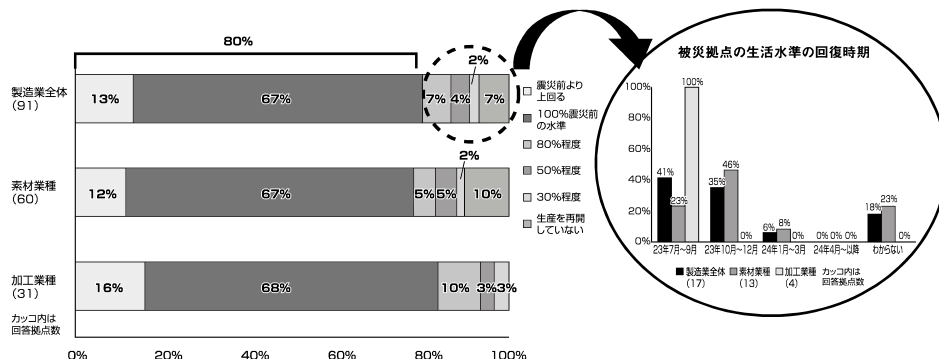 80%
製造業全体
(91)
13%
67%
7%
4%
2%
7%
素材業種
(60)
12%
67%
5%
5%
2%
10%
加工業種
(31)
16%
68%
10%
3%
3%
カッコ内は
回答拠点数
0%
20%
40%
60%
80%
100%
震災前より
上回る
100%震災前
の水準
80%程度
50%程度
30%程度
生産を再開
していない
被災拠点の生活水準の回復時期
100%
80%
60%
40%
20%
0%
41%
23%
100%
35%
46%
0%
6%
8%
0%
0%
0%
0%
18%
23%
0%
23年7月〜9月
23年10月〜12月
24年1月〜3月
24年4月〜以降
わからない
製造業全体
(17)
素材業種
(13)
加工業種
(4)
カッコ内は
回答拠点数